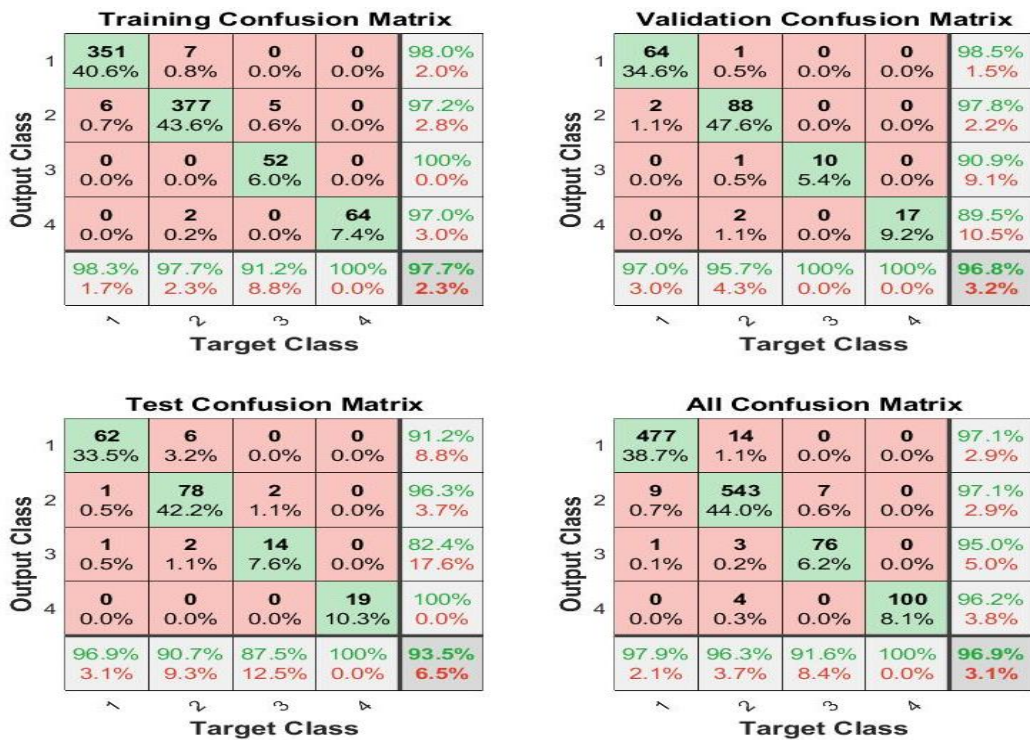 Training Confusion Matrix
Output Class
1
351 7 0 0 98.0%
40.6% 0.8% 0.0% 0.0% 2.0%
2
6 377 5 0 97.2%
0.7% 43.6% 0.6% 0.0% 2.8%
3
0 0 52 0 100%
0.0% 0.0% 6.0% 0.0% 0.0%
4
0 2 0 64 97.0%
0.0% 0.2% 0.0% 7.4% 3.0%
98.3% 97.7% 91.2% 100% 97.7%
1.7% 2.3% 8.8% 0.0% 2.3%
1 2 3 4
Target Class
Validation Confusion Matrix
Output Class
1
64 1 0 0 98.5%
34.6% 0.5% 0.0% 0.0% 1.5%
2
2 88 0 0 97.8%
1.1% 47.6% 0.0% 0.0% 2.2%
3
0 1 10 0 90.9%
0.0% 0.5% 5.4% 0.0% 9.1%
4
0 2 0 17 89.5%
0.0% 1.1% 0.0% 9.2% 10.5%
97.0% 95.7% 100% 100% 96.8%
3.0% 4.3% 0.0% 0.0% 3.2%
1 2 3 4
Target Class
Test Confusion Matrix
Output Class
1
62 6 0 0 91.2%
33.5% 3.2% 0.0% 0.0% 8.8%
2
1 78 2 0 96.3%
0.5% 42.2% 1.1% 0.0% 3.7%
3
1 2 14 0 82.4%
0.5% 1.1% 7.6% 0.0% 17.6%
4
0 0 0 19 100%
0.0% 0.0% 0.0% 10.3% 0.0%
96.9% 90.7% 87.5% 100% 93.5%
3.1% 9.3% 12.5% 0.0% 6.5%
1 2 3 4
Target Class
All Confusion Matrix
Output Class
1
477 14 0 0 97.1%
38.7% 1.1% 0.0% 0.0% 2.9%
2
9 543 7 0 97.1%
0.7% 44.0% 0.6% 0.0% 2.9%
3
1 3 76 0 95.0%
0.1% 0.2% 6.2% 0.0% 5.0%
4
0 4 0 100 96.2%
0.0% 0.3% 0.0% 8.1% 3.8%
97.9% 96.3% 91.6% 100% 96.9%
2.1% 3.7% 8.4% 0.0% 3.1%
1 2 3 4
Target Class